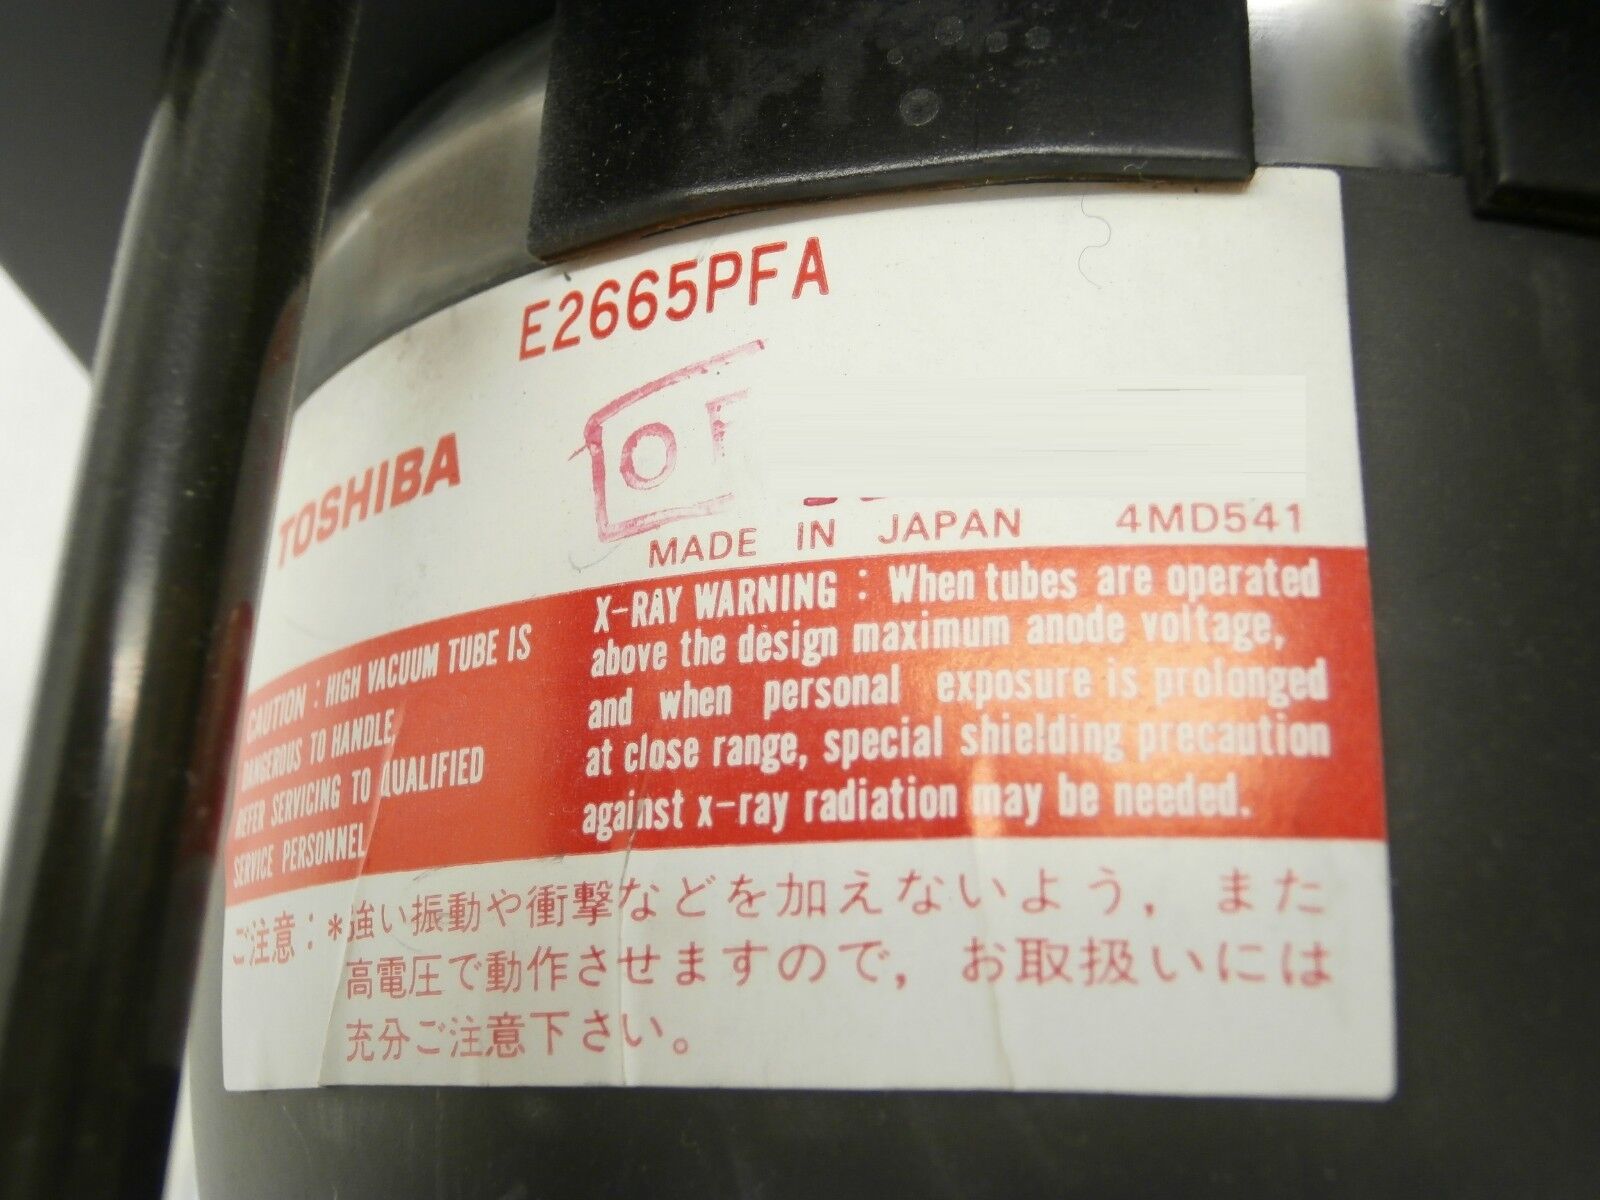 E2665PFA
TOSHIBA
MADE IN JAPAN 4MD541
CAUTION : HIGH VACUUM TUBE IS
DANGEROUS TO HANDLE,
REFER SERVICING TO QUALIFIED
SERVICE PERSONNEL
X-RAY WARNING : When tubes are operated
above the design maximum anode voltage,
and when personal exposure is prolonged
at close range, special shielding precaution
against x-ray radiation may be needed.
ご注意：*強い振動や衝撃などを加えないよう，また
高電圧で動作させますので，お取扱いには
充分ご注意下さい。